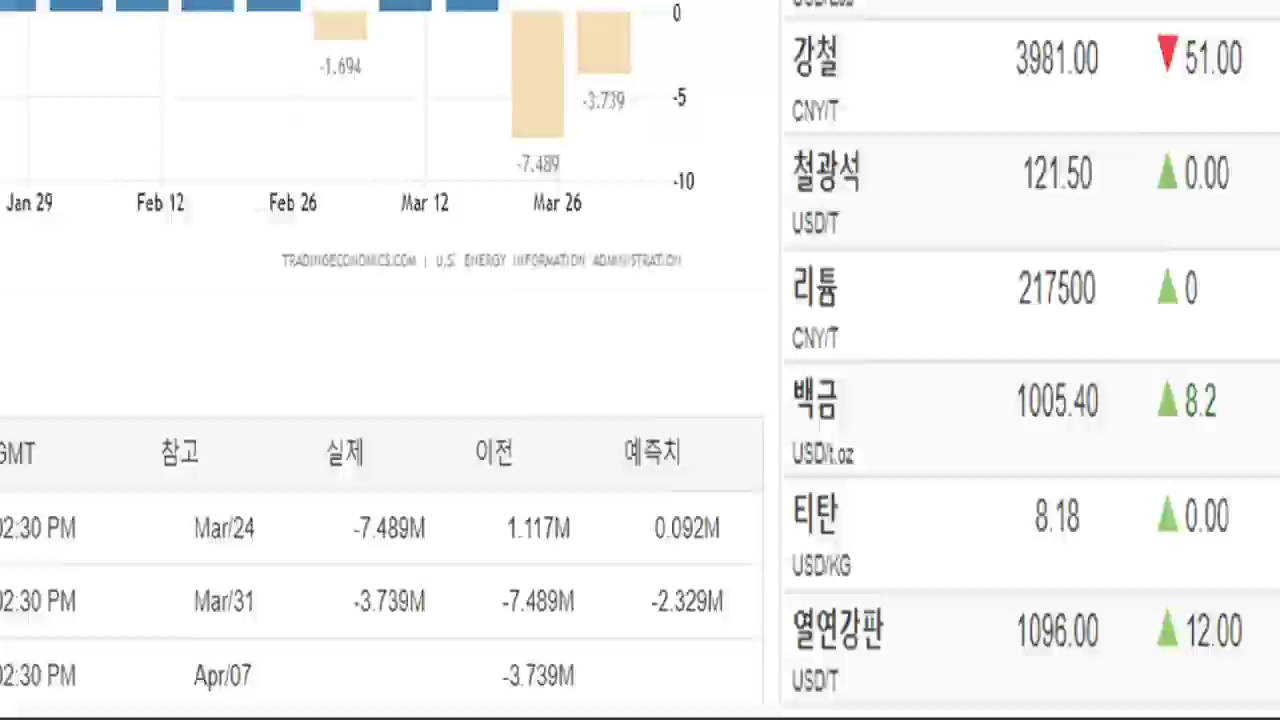 0
-1.694
-5
-3.739
-7.489
-10
Jan 29 Feb 12 Feb 26 Mar 12 Mar 26
TRADINGECONOMICS.COM | U.S. ENERGY INFORMATION ADMINISTRATION
GMT 참고 실제 이전 예측치
02:30 PM Mar/24 -7.489M 1.117M 0.092M
02:30 PM Mar/31 -3.739M -7.489M -2.329M
02:30 PM Apr/07 -3.739M
강철 3981.00 ▼ 51.00
CNY/T
철광석 121.50 ▲ 0.00
USD/T
리튬 217500 ▲ 0
CNY/T
백금 1005.40 ▲ 8.2
USD/t.oz
티탄 8.18 ▲ 0.00
USD/KG
열연강판 1096.00 ▲ 12.00
USD/T